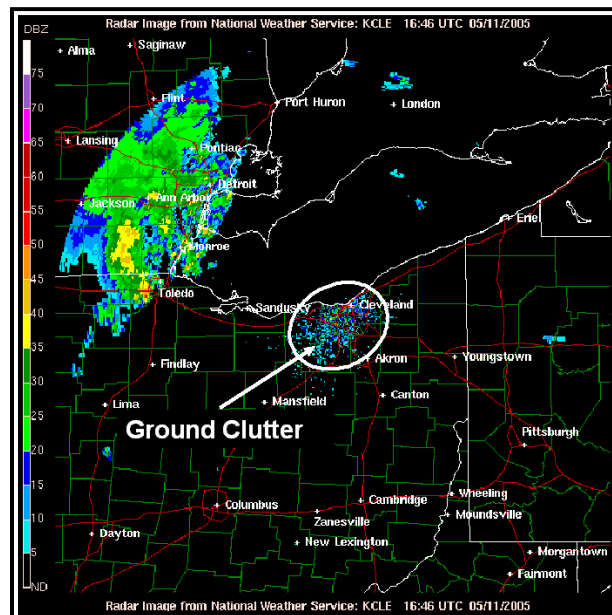 Radar Image from National Weather Service: KCLE 16:46 UTC 05/11/2005
DBZ
75
70
65
60
55
50
45
40
35
30
25
20
15
10
5
ND
Alma
Saginaw
Flint
Port Huron
London
Lansing
Pontiac
Detroit
Jackson
Ann Arbor
Erie
Monroe
Toledo
Sandusky
Cleveland
Findlay
Akron
Youngstown
Lima
Mansfield
Canton
Ground Clutter
Pittsburgh
Columbus
Cambridge
Wheeling
Zanesville
Moundsville
Dayton
New Lexington
Morgantown
Fairmont
Radar Image from National Weather Service: KCLE 16:46 UTC 05/11/2005